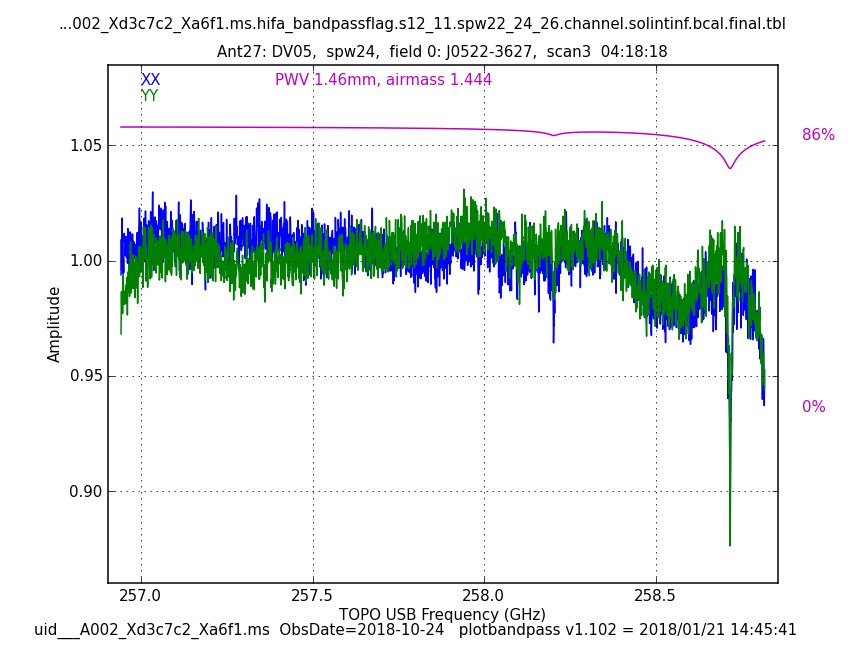 ...002_Xd3c7c2_Xa6f1.ms.hifa_bandpassflag.s12_11.spw22_24_26.channel.solintinf.bcal.final.tbl
Ant27: DV05,  spw24,  field 0: J0522-3627,  scan3  04:18:18
XX
PWV 1.46mm, airmass 1.444
YY
86%
0%
1.05
1.00
0.95
0.90
Amplitude
257.0
257.5
258.0
258.5
TOPO USB Frequency (GHz)
uid___A002_Xd3c7c2_Xa6f1.ms  ObsDate=2018-10-24   plotbandpass v1.102 = 2018/01/21 14:45:41